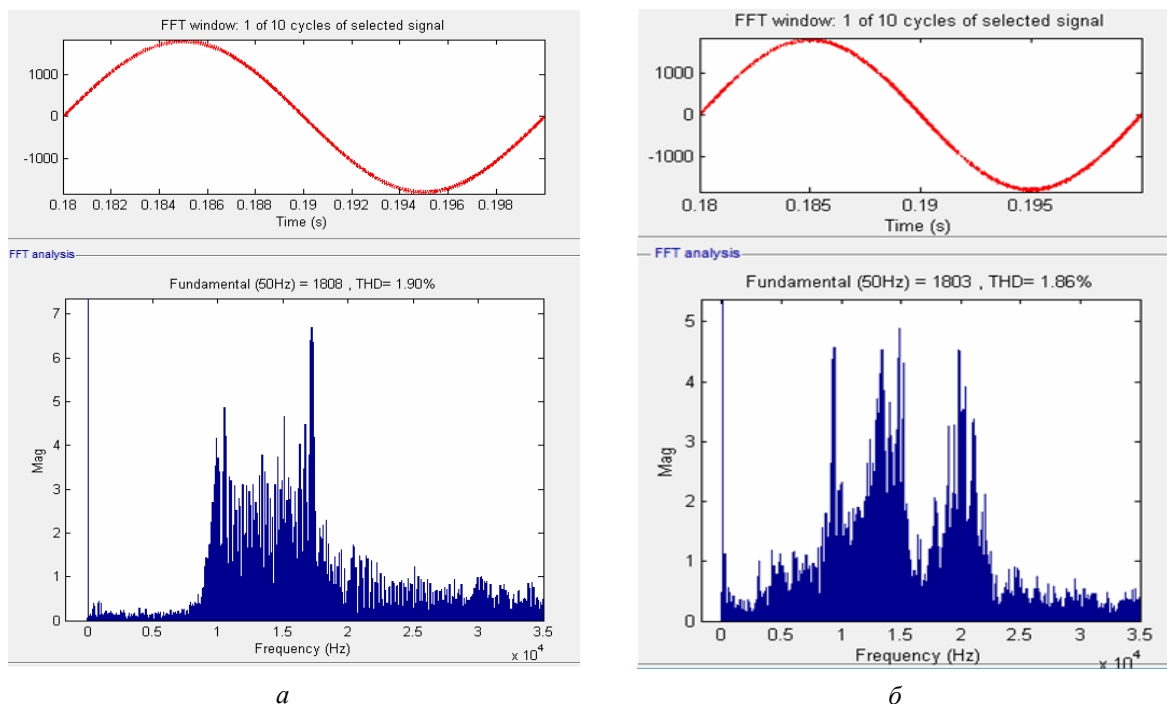 FFT window: 1 of 10 cycles of selected signal
1000
0
-1000
0.18 0.182 0.184 0.186 0.188 0.19 0.192 0.194 0.196 0.198
Time (s)
FFT analysis
Fundamental (50Hz) = 1808 , THD= 1.90%
7
6
5
4
3
2
1
0
Mag
0 0.5 1 1.5 2 2.5 3 3.5
Frequency (Hz)
x 10^4
а
FFT window: 1 of 10 cycles of selected signal
1000
0
-1000
0.18 0.185 0.19 0.195
Time (s)
FFT analysis
Fundamental (50Hz) = 1803 , THD= 1.86%
5
4
3
2
1
0
Mag
0 0.5 1 1.5 2 2.5 3 3.5
Frequency (Hz)
x 10^4
б